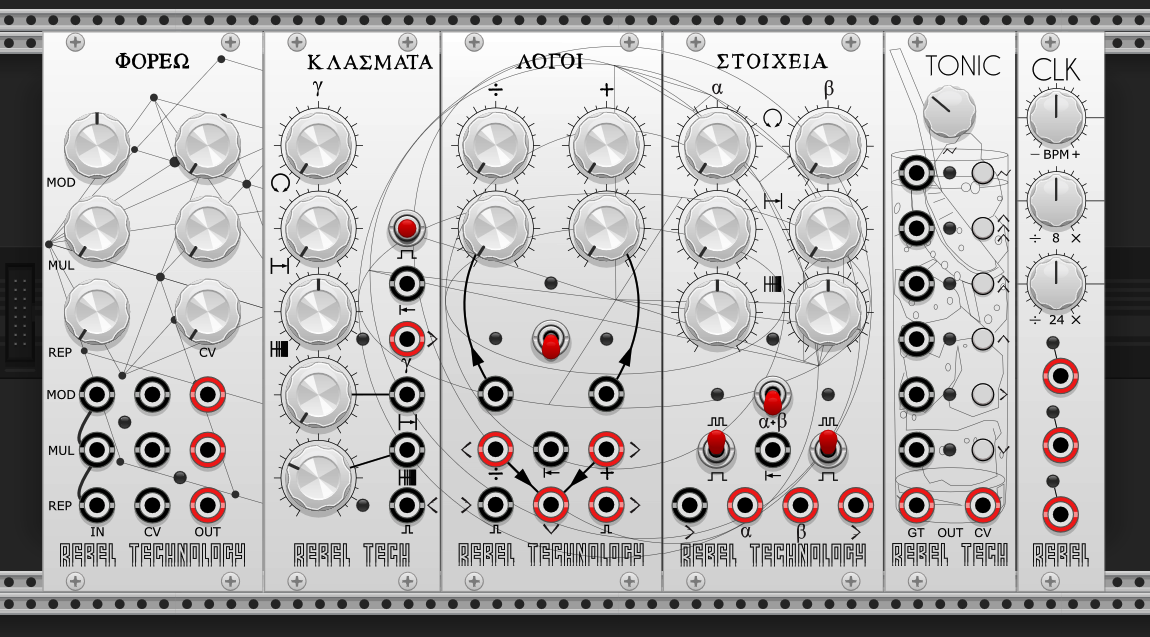 ΦΟΡΕΩ
MOD
MUL
REP
CV
MOD
MUL
REP
IN CV OUT
REBEL TECHNOLOGY
ΚΛΑΣΜΑΤΑ
γ
γ
REBEL TECH
ΛΟΓΟΙ
÷ +
÷ +
REBEL TECHNOLOGY
ΣΤΟΙΧΕΙΑ
α β
α+β
α β
REBEL TECHNOLOGY
TONIC
GT OUT CV
REBEL TECH
CLK
- BPM +
÷ 8 ×
÷ 24 ×
REBEL